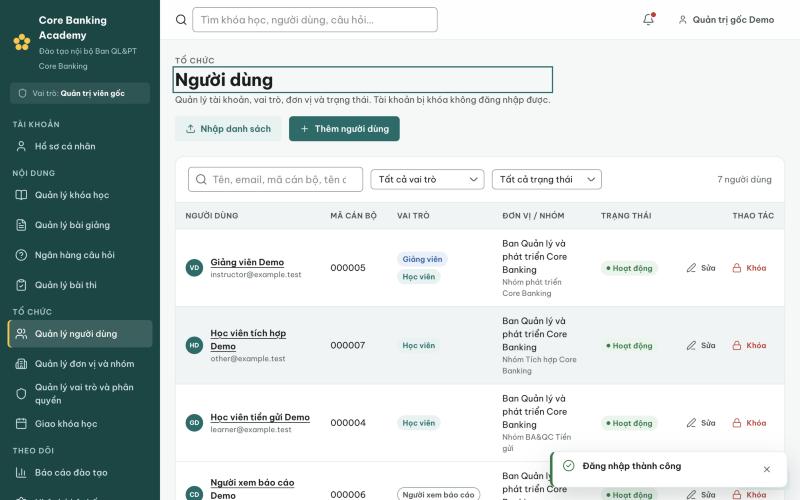 Core Banking
Academy
Đào tạo nội bộ Ban QL&PT
Core Banking
Vai trò: Quản trị viên gốc
TÀI KHOẢN
Hồ sơ cá nhân
NỘI DUNG
Quản lý khóa học
Quản lý bài giảng
Ngân hàng câu hỏi
Quản lý bài thi
TỔ CHỨC
Quản lý người dùng
Quản lý đơn vị và nhóm
Quản lý vai trò và phân
quyền
Giao khóa học
THEO DÕI
Báo cáo đào tạo
Tìm khóa học, người dùng, câu hỏi...
Quản trị gốc Demo
TỔ CHỨC
Người dùng
Quản lý tài khoản, vai trò, đơn vị và trạng thái. Tài khoản bị khóa không đăng nhập được.
Nhập danh sách
Thêm người dùng
Tên, email, mã cán bộ, tên c
Tất cả vai trò
Tất cả trạng thái
7 người dùng
NGƯỜI DÙNG MÃ CÁN BỘ VAI TRÒ ĐƠN VỊ / NHÓM TRẠNG THÁI THAO TÁC
VD
Giảng viên Demo
instructor@example.test
000005
Giảng viên
Học viên
Ban Quản lý và
phát triển Core
Banking
Nhóm phát triển
Core Banking
Hoạt động
Sửa
Khóa
HD
Học viên tích hợp
Demo
other@example.test
000007
Học viên
Ban Quản lý và
phát triển Core
Banking
Nhóm Tích hợp Core
Banking
Hoạt động
Sửa
Khóa
GD
Học viên tiền gửi Demo
learner@example.test
000004
Học viên
Ban Quản lý và
phát triển Core
Banking
Nhóm BA&QC Tiền
gửi
Hoạt động
Sửa
Khóa
CD
Người xem báo cáo
Demo
000006
Người xem báo cáo
Ban Quản lý và
phát triển Core
Đăng nhập thành công